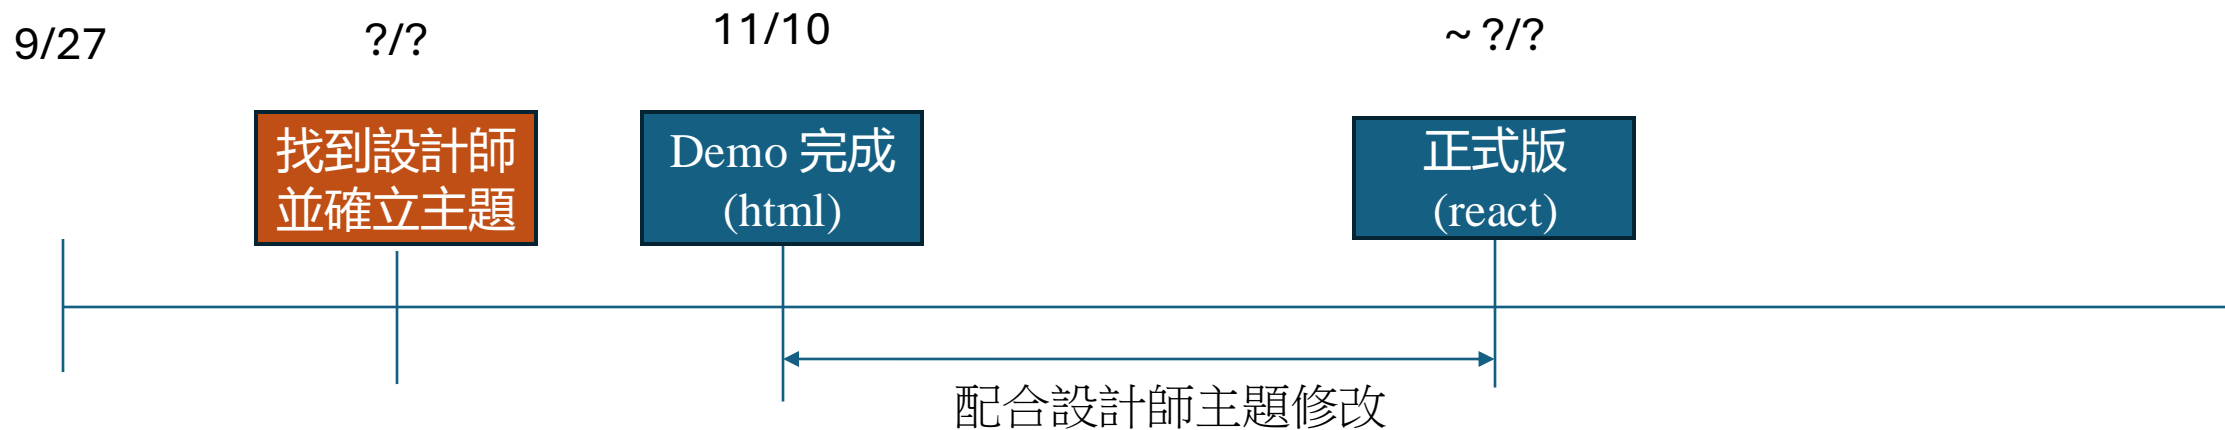 9/27
?/?
11/10
~ ?/?
找到設計師
並確立主題
Demo 完成
(html)
正式版
(react)
配合設計師主題修改